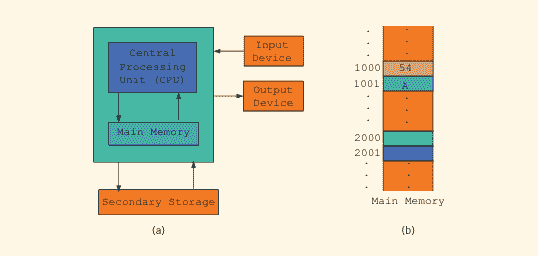 Central
Processing
Unit (CPU)
Main Memory
Input
Device
Output
Device
Secondary Storage
(a)
1000 54
1001 A
2000
2001
Main Memory
(b)